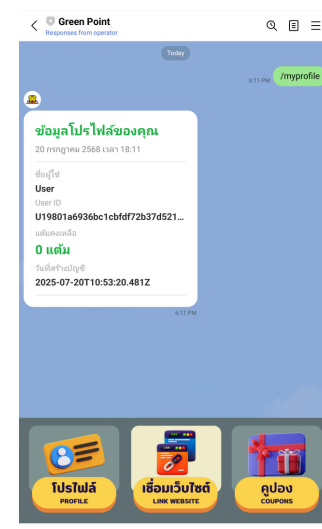 Green Point
Responses from operator
Today
6:11 PM
/myprofile
ข้อมูลโปรไฟล์ของคุณ
20 กรกฎาคม 2568 เวลา 18:11
ชื่อผู้ใช้
User
User ID
U19801a6936bc1cbfdf72b37d521...
แต้มคงเหลือ
0 แต้ม
วันที่สร้างบัญชี
2025-07-20T10:53:20.481Z
6:11 PM
โปรไฟล์
PROFILE
เชื่อมเว็บไซต์
LINK WEBSITE
คูปอง
COUPONS